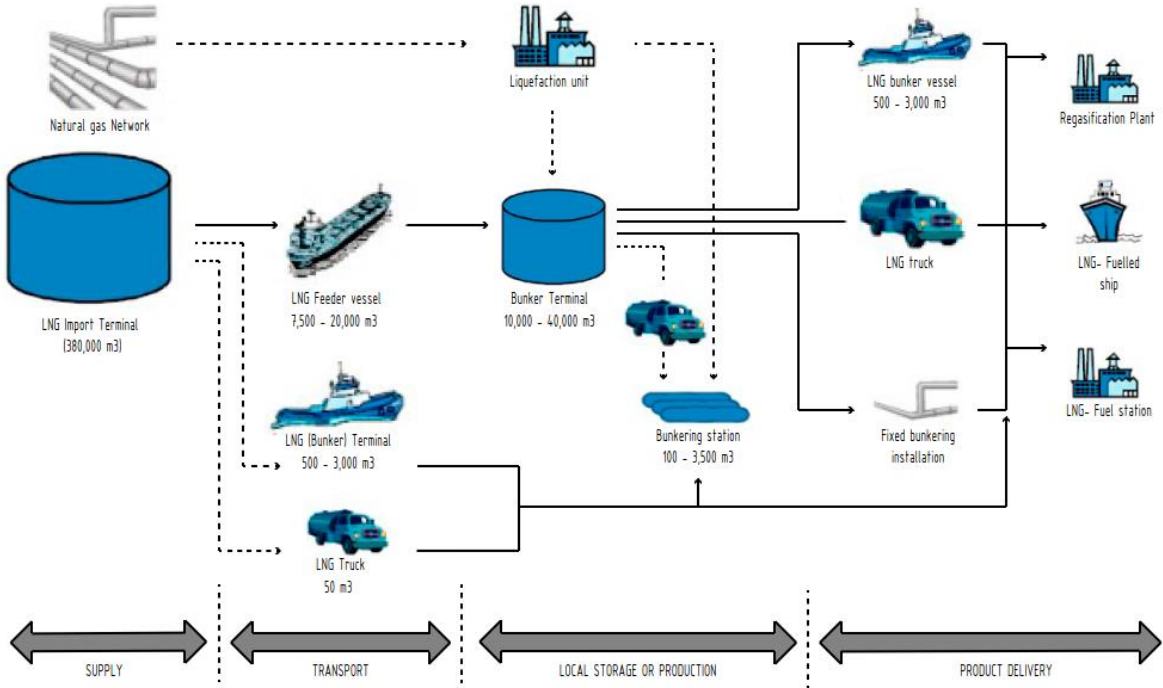 Natural gas Network
Liquefaction unit
LNG bunker vessel
500 - 3,000 m3
Regasification Plant
LNG Import Terminal
(380,000 m3)
LNG Feeder vessel
7,500 - 20,000 m3
Bunker Terminal
10,000 - 40,000 m3
LNG truck
LNG- Fuelled
ship
LNG (Bunker) Terminal
500 - 3,000 m3
Bunkering station
100 - 3,500 m3
Fixed bunkering
installation
LNG- Fuel station
LNG Truck
50 m3
SUPPLY
TRANSPORT
LOCAL STORAGE OR PRODUCTION
PRODUCT DELIVERY